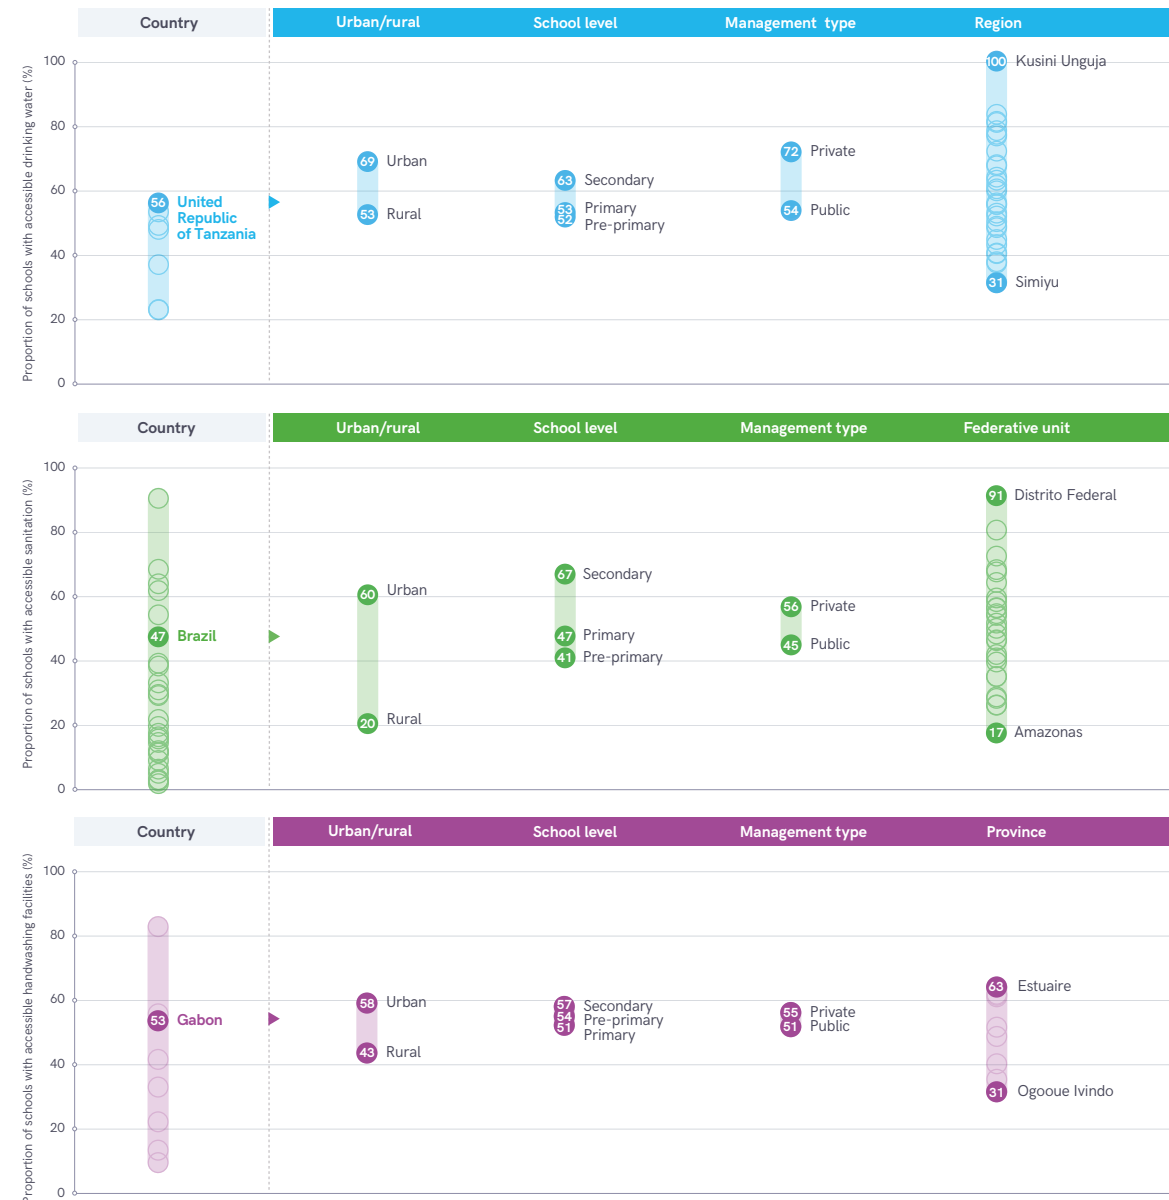 Country Urban/rural School level Management type Region
Proportion of schools with accessible drinking water (%)
100
80
60
40
20
0
56 United
Republic
of Tanzania
69 Urban
53 Rural
63 Secondary
53 Primary
52 Pre-primary
72 Private
54 Public
100 Kusini Unguja
31 Simiyu
Country Urban/rural School level Management type Federative unit
Proportion of schools with accessible sanitation (%)
100
80
60
40
20
0
47 Brazil
60 Urban
20 Rural
67 Secondary
47 Primary
41 Pre-primary
56 Private
45 Public
91 Distrito Federal
17 Amazonas
Country Urban/rural School level Management type Province
Proportion of schools with accessible handwashing facilities (%)
100
80
60
40
20
0
53 Gabon
58 Urban
43 Rural
57 Secondary
54 Pre-primary
51 Primary
55 Private
51 Public
63 Estuaire
31 Ogooue Ivindo